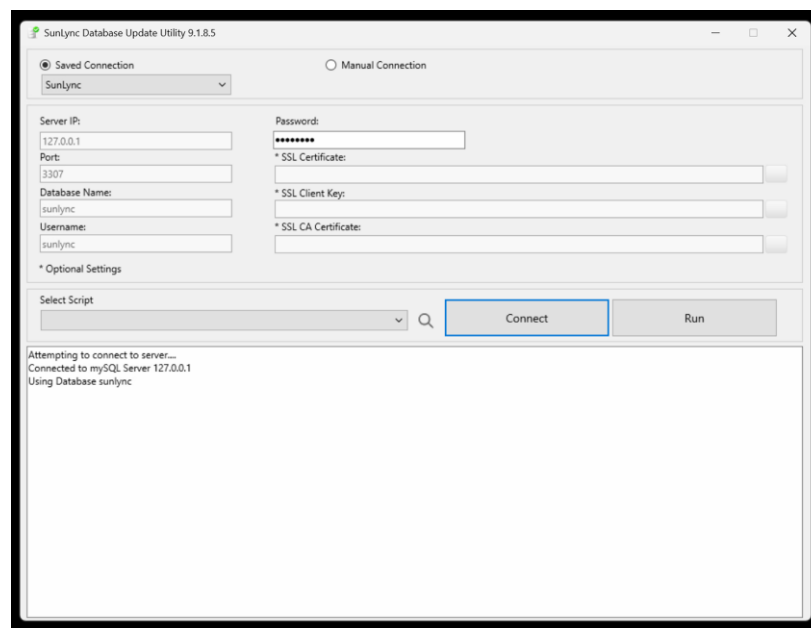 SunLync Database Update Utility 9.1.8.5
Saved Connection
Manual Connection
SunLync
Server IP:
Password:
127.0.0.1
••••••••
Port:
* SSL Certificate:
3307
Database Name:
* SSL Client Key:
sunlync
Username:
* SSL CA Certificate:
sunlync
* Optional Settings
Select Script
Connect
Run
Attempting to connect to server....
Connected to mySQL Server 127.0.0.1
Using Database sunlync